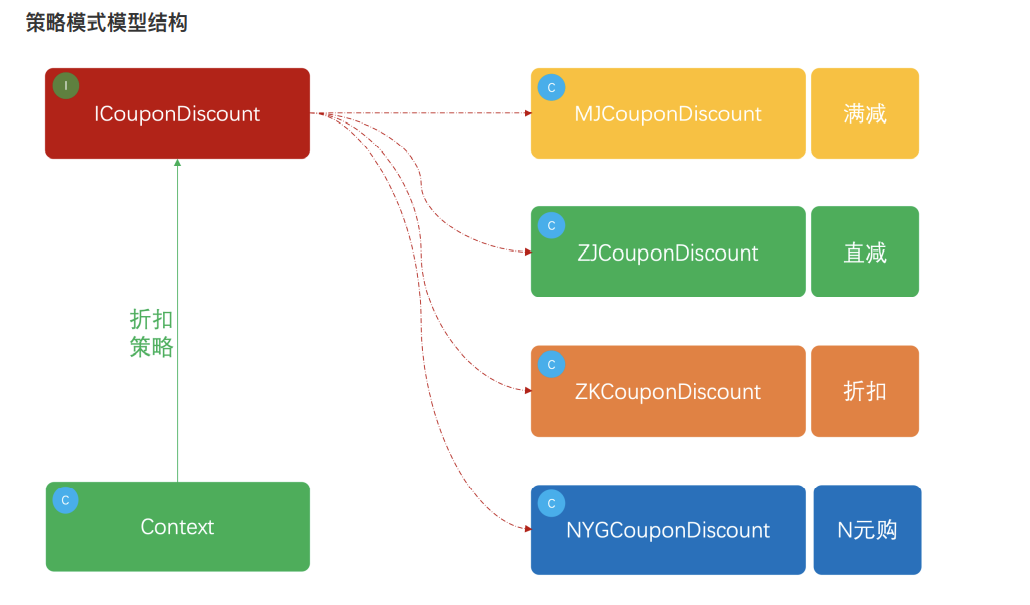 策略模式模型结构
I
ICouponDiscount
C
MJCouponDiscount
满减
C
ZJCouponDiscount
直减
折扣
策略
C
ZKCouponDiscount
折扣
C
Context
C
NYGCouponDiscount
N元购